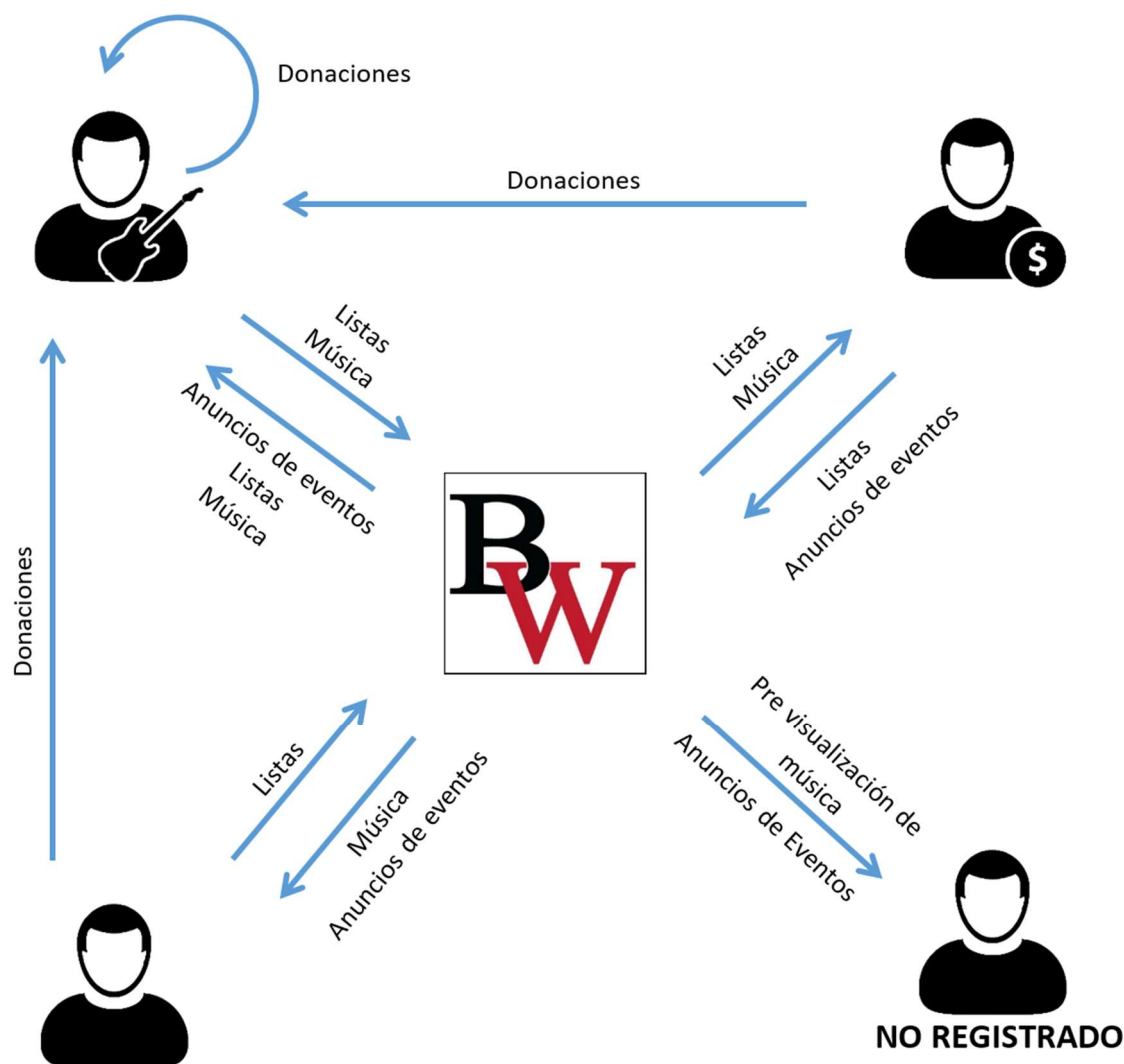 Donaciones
Donaciones
$
Listas
Música
Anuncios de eventos
Listas
Música
Listas
Música
Listas
Anuncios de eventos
Donaciones
BW
Listas
Música
Anuncios de eventos
Pre visualización de
música
Anuncios de Eventos
NO REGISTRADO